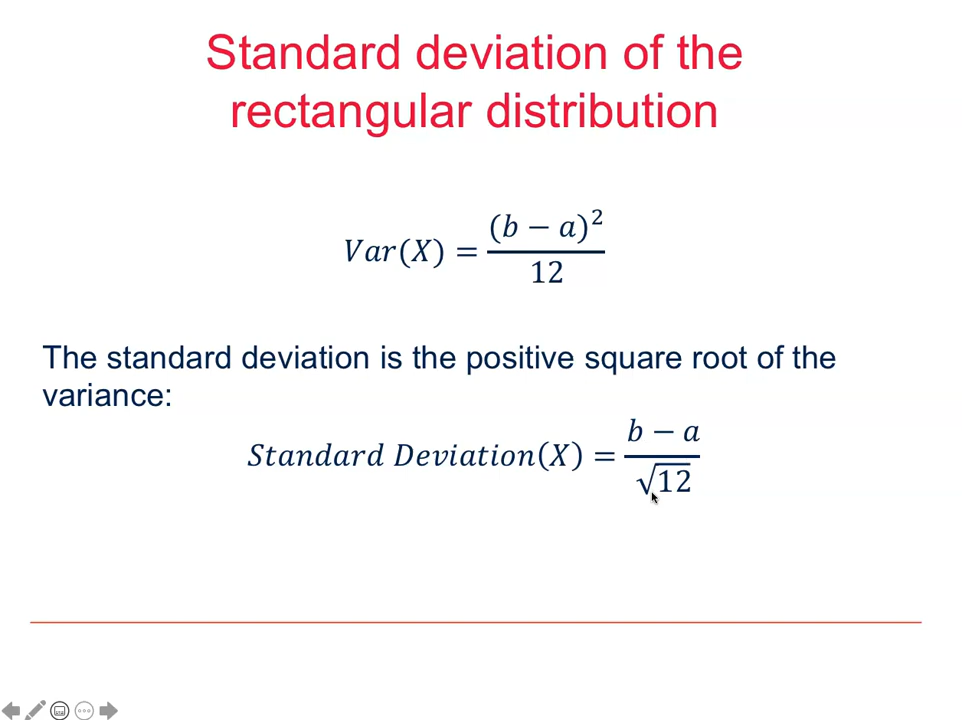 Standard deviation of the
rectangular distribution
Var(X) = (b − a)² / 12
The standard deviation is the positive square root of the
variance:
Standard Deviation(X) = b − a / √12